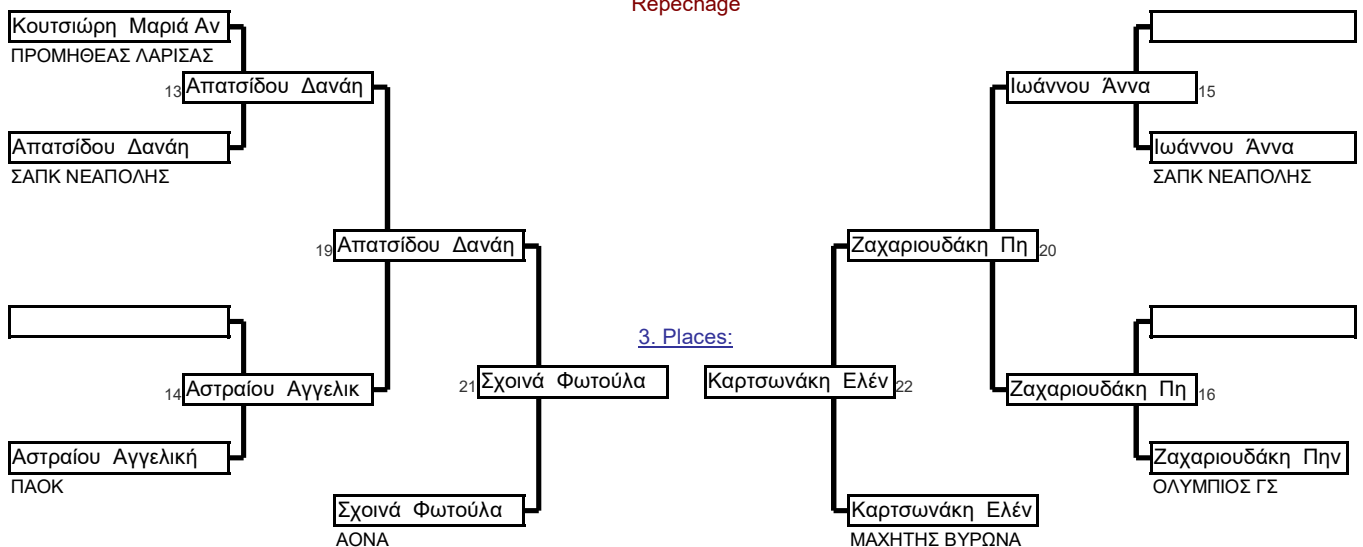 Repechage
Κουτσιώρη Μαριά Αν
ΠΡΟΜΗΘΕΑΣ ΛΑΡΙΣΑΣ
13 Απατσίδου Δανάη
Ιωάννου Άννα 15
Απατσίδου Δανάη
ΣΑΠΚ ΝΕΑΠΟΛΗΣ
Ιωάννου Άννα
ΣΑΠΚ ΝΕΑΠΟΛΗΣ
19 Απατσίδου Δανάη
Ζαχαριουδάκη Πη 20
3. Places:
14 Αστραίου Αγγελικ
21 Σχοινά Φωτούλα
Καρτσωνάκη Ελέν 22
Ζαχαριουδάκη Πη 16
Αστραίου Αγγελική
ΠΑΟΚ
Ζαχαριουδάκη Πην
ΟΛΥΜΠΙΟΣ ΓΣ
Σχοινά Φωτούλα
ΑΟΝΑ
Καρτσωνάκη Ελέν
ΜΑΧΗΤΗΣ ΒΥΡΩΝΑ